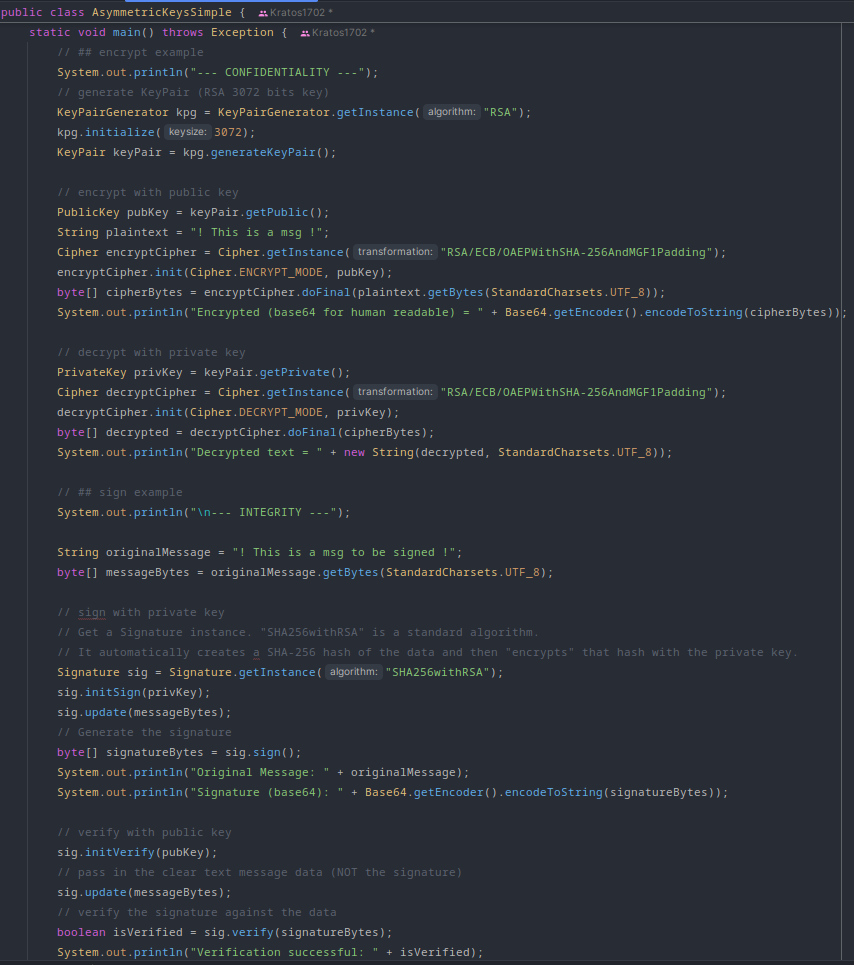 public class AsymmetricKeysSimple { Kratos1702 *
static void main() throws Exception { Kratos1702 *
// ## encrypt example
System.out.println("--- CONFIDENTIALITY ---");
// generate KeyPair (RSA 3072 bits key)
KeyPairGenerator kpg = KeyPairGenerator.getInstance( algorithm: "RSA");
kpg.initialize( keysize: 3072);
KeyPair keyPair = kpg.generateKeyPair();
// encrypt with public key
PublicKey pubKey = keyPair.getPublic();
String plaintext = "! This is a msg !";
Cipher encryptCipher = Cipher.getInstance( transformation: "RSA/ECB/OAEPWithSHA-256AndMGF1Padding");
encryptCipher.init(Cipher.ENCRYPT_MODE, pubKey);
byte[] cipherBytes = encryptCipher.doFinal(plaintext.getBytes(StandardCharsets.UTF_8));
System.out.println("Encrypted (base64 for human readable) = " + Base64.getEncoder().encodeToString(cipherBytes));
// decrypt with private key
PrivateKey privKey = keyPair.getPrivate();
Cipher decryptCipher = Cipher.getInstance( transformation: "RSA/ECB/OAEPWithSHA-256AndMGF1Padding");
decryptCipher.init(Cipher.DECRYPT_MODE, privKey);
byte[] decrypted = decryptCipher.doFinal(cipherBytes);
System.out.println("Decrypted text = " + new String(decrypted, StandardCharsets.UTF_8));
// ## sign example
System.out.println("\n--- INTEGRITY ---");
String originalMessage = "! This is a msg to be signed !";
byte[] messageBytes = originalMessage.getBytes(StandardCharsets.UTF_8);
// sign with private key
// Get a Signature instance. "SHA256withRSA" is a standard algorithm.
// It automatically creates a SHA-256 hash of the data and then "encrypts" that hash with the private key.
Signature sig = Signature.getInstance( algorithm: "SHA256withRSA");
sig.initSign(privKey);
sig.update(messageBytes);
// Generate the signature
byte[] signatureBytes = sig.sign();
System.out.println("Original Message: " + originalMessage);
System.out.println("Signature (base64): " + Base64.getEncoder().encodeToString(signatureBytes));
// verify with public key
sig.initVerify(pubKey);
// pass in the clear text message data (NOT the signature)
sig.update(messageBytes);
// verify the signature against the data
boolean isVerified = sig.verify(signatureBytes);
System.out.println("Verification successful: " + isVerified);